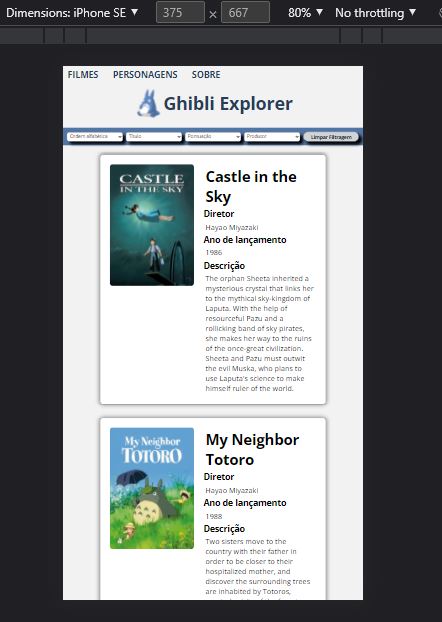 Dimensions: iPhone SE ▼ 375 × 667 80% ▼ No throttling ▼
FILMES PERSONAGENS SOBRE
Ghibli Explorer
Ordem alfabética Título Pontuação Produtor Limpar Filtragem
CASTLE
IN THE SKY
Castle in the
Sky
Diretor
Hayao Miyazaki
Ano de lançamento
1986
Descrição
The orphan Sheeta inherited a
mysterious crystal that links her
to the mythical sky-kingdom of
Laputa. With the help of
resourceful Pazu and a
rollicking band of sky pirates,
she makes her way to the ruins
of the once-great civilization.
Sheeta and Pazu must outwit
the evil Muska, who plans to
use Laputa's science to make
himself ruler of the world.
My Neighbor
TOTORO
My Neighbor
Totoro
Diretor
Hayao Miyazaki
Ano de lançamento
1988
Descrição
Two sisters move to the
country with their father in
order to be closer to their
hospitalized mother, and
discover the surrounding trees
are inhabited by Totoros,